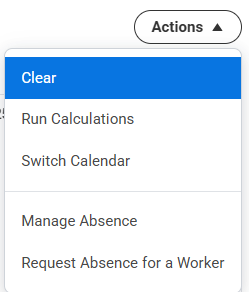 Actions
Clear
Run Calculations
Switch Calendar
Manage Absence
Request Absence for a Worker